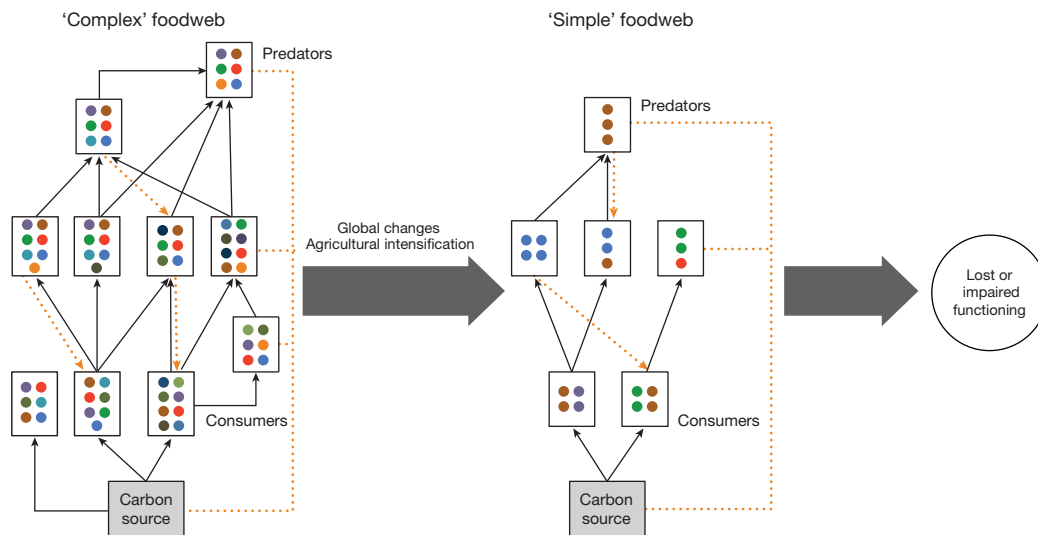 'Complex' foodweb
Predators
Consumers
Carbon
source
Global changes
Agricultural intensification
'Simple' foodweb
Predators
Consumers
Carbon
source
Lost or
impaired
functioning